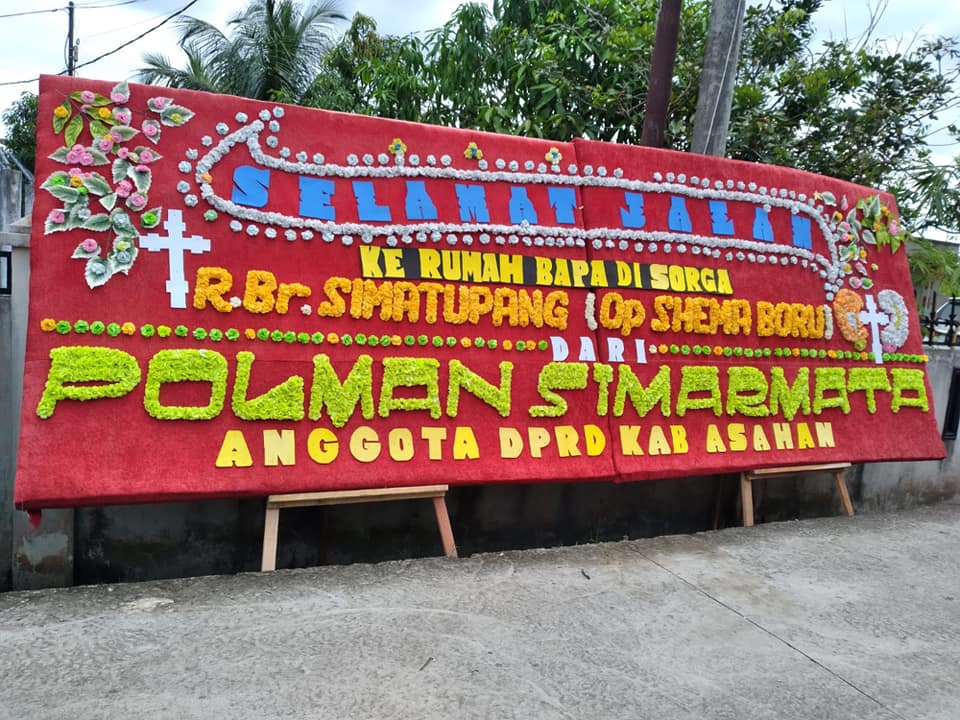 SELAMAT JALAN
KE RUMAH BAPA DI SORGA
R.Br. SIMATUPANG (Op SHEMA BORU)
DARI
POLMAN SIMARMATA
ANGGOTA DPRD KAB ASAHAN